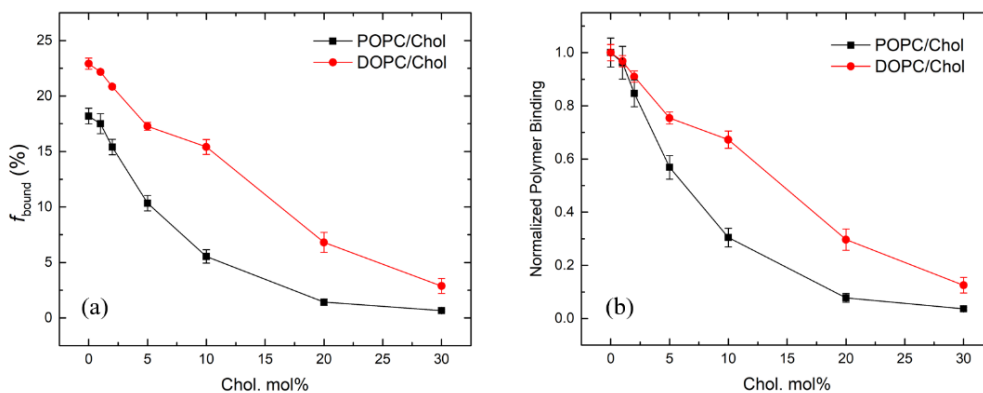 25
20
15
10
5
0
f_bound (%)
POPC/Chol
DOPC/Chol
(a)
0 5 10 15 20 25 30
Chol. mol%
1.0
0.8
0.6
0.4
0.2
0.0
Normalized Polymer Binding
POPC/Chol
DOPC/Chol
(b)
0 5 10 15 20 25 30
Chol. mol%